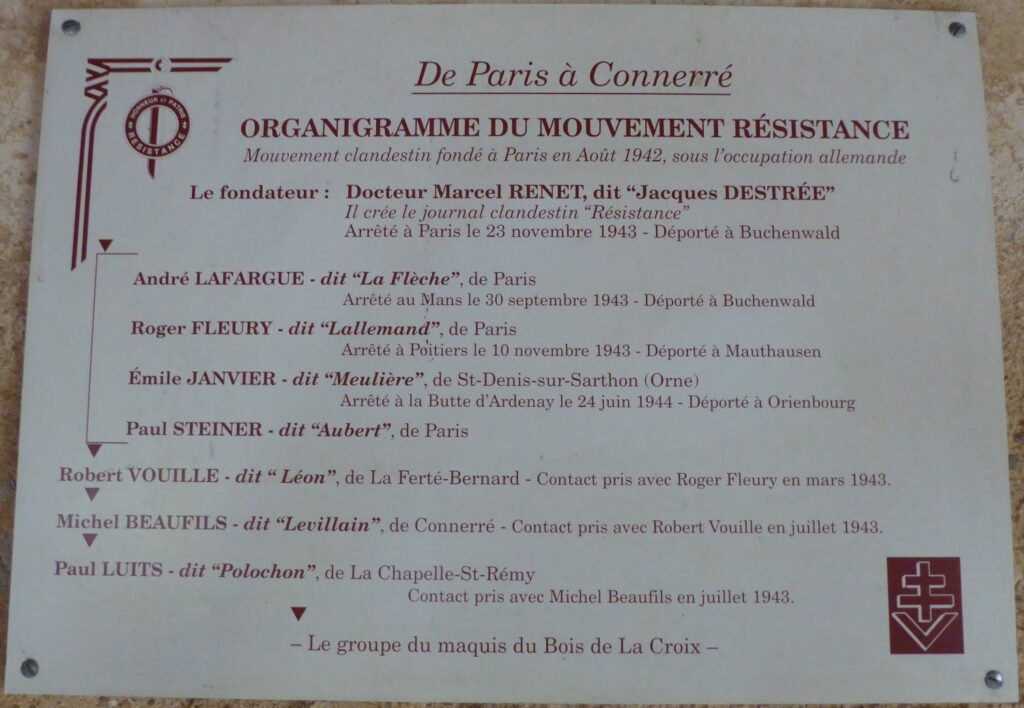 De Paris à Connerré
HONNEUR ET PATRIE
RESISTANCE
ORGANIGRAMME DU MOUVEMENT RÉSISTANCE
Mouvement clandestin fondé à Paris en Août 1942, sous l'occupation allemande
Le fondateur : Docteur Marcel RENET, dit “Jacques DESTRÉE”
Il crée le journal clandestin “Résistance”
Arrêté à Paris le 23 novembre 1943 - Déporté à Buchenwald
André LAFARGUE - dit “La Flèche”, de Paris
Arrêté au Mans le 30 septembre 1943 - Déporté à Buchenwald
Roger FLEURY - dit “Lallemand”, de Paris
Arrêté à Poitiers le 10 novembre 1943 - Déporté à Mauthausen
Émile JANVIER - dit “Meulière”, de St-Denis-sur-Sarthon (Orne)
Arrêté à la Butte d'Ardenay le 24 juin 1944 - Déporté à Orienbourg
Paul STEINER - dit “Aubert”, de Paris
Robert VOUILLE - dit “ Léon”, de La Ferté-Bernard - Contact pris avec Roger Fleury en mars 1943.
Michel BEAUFILS - dit “Levillain”, de Connerré - Contact pris avec Robert Vouille en juillet 1943.
Paul LUITS - dit “Polochon”, de La Chapelle-St-Rémy
Contact pris avec Michel Beaufils en juillet 1943.
– Le groupe du maquis du Bois de La Croix –